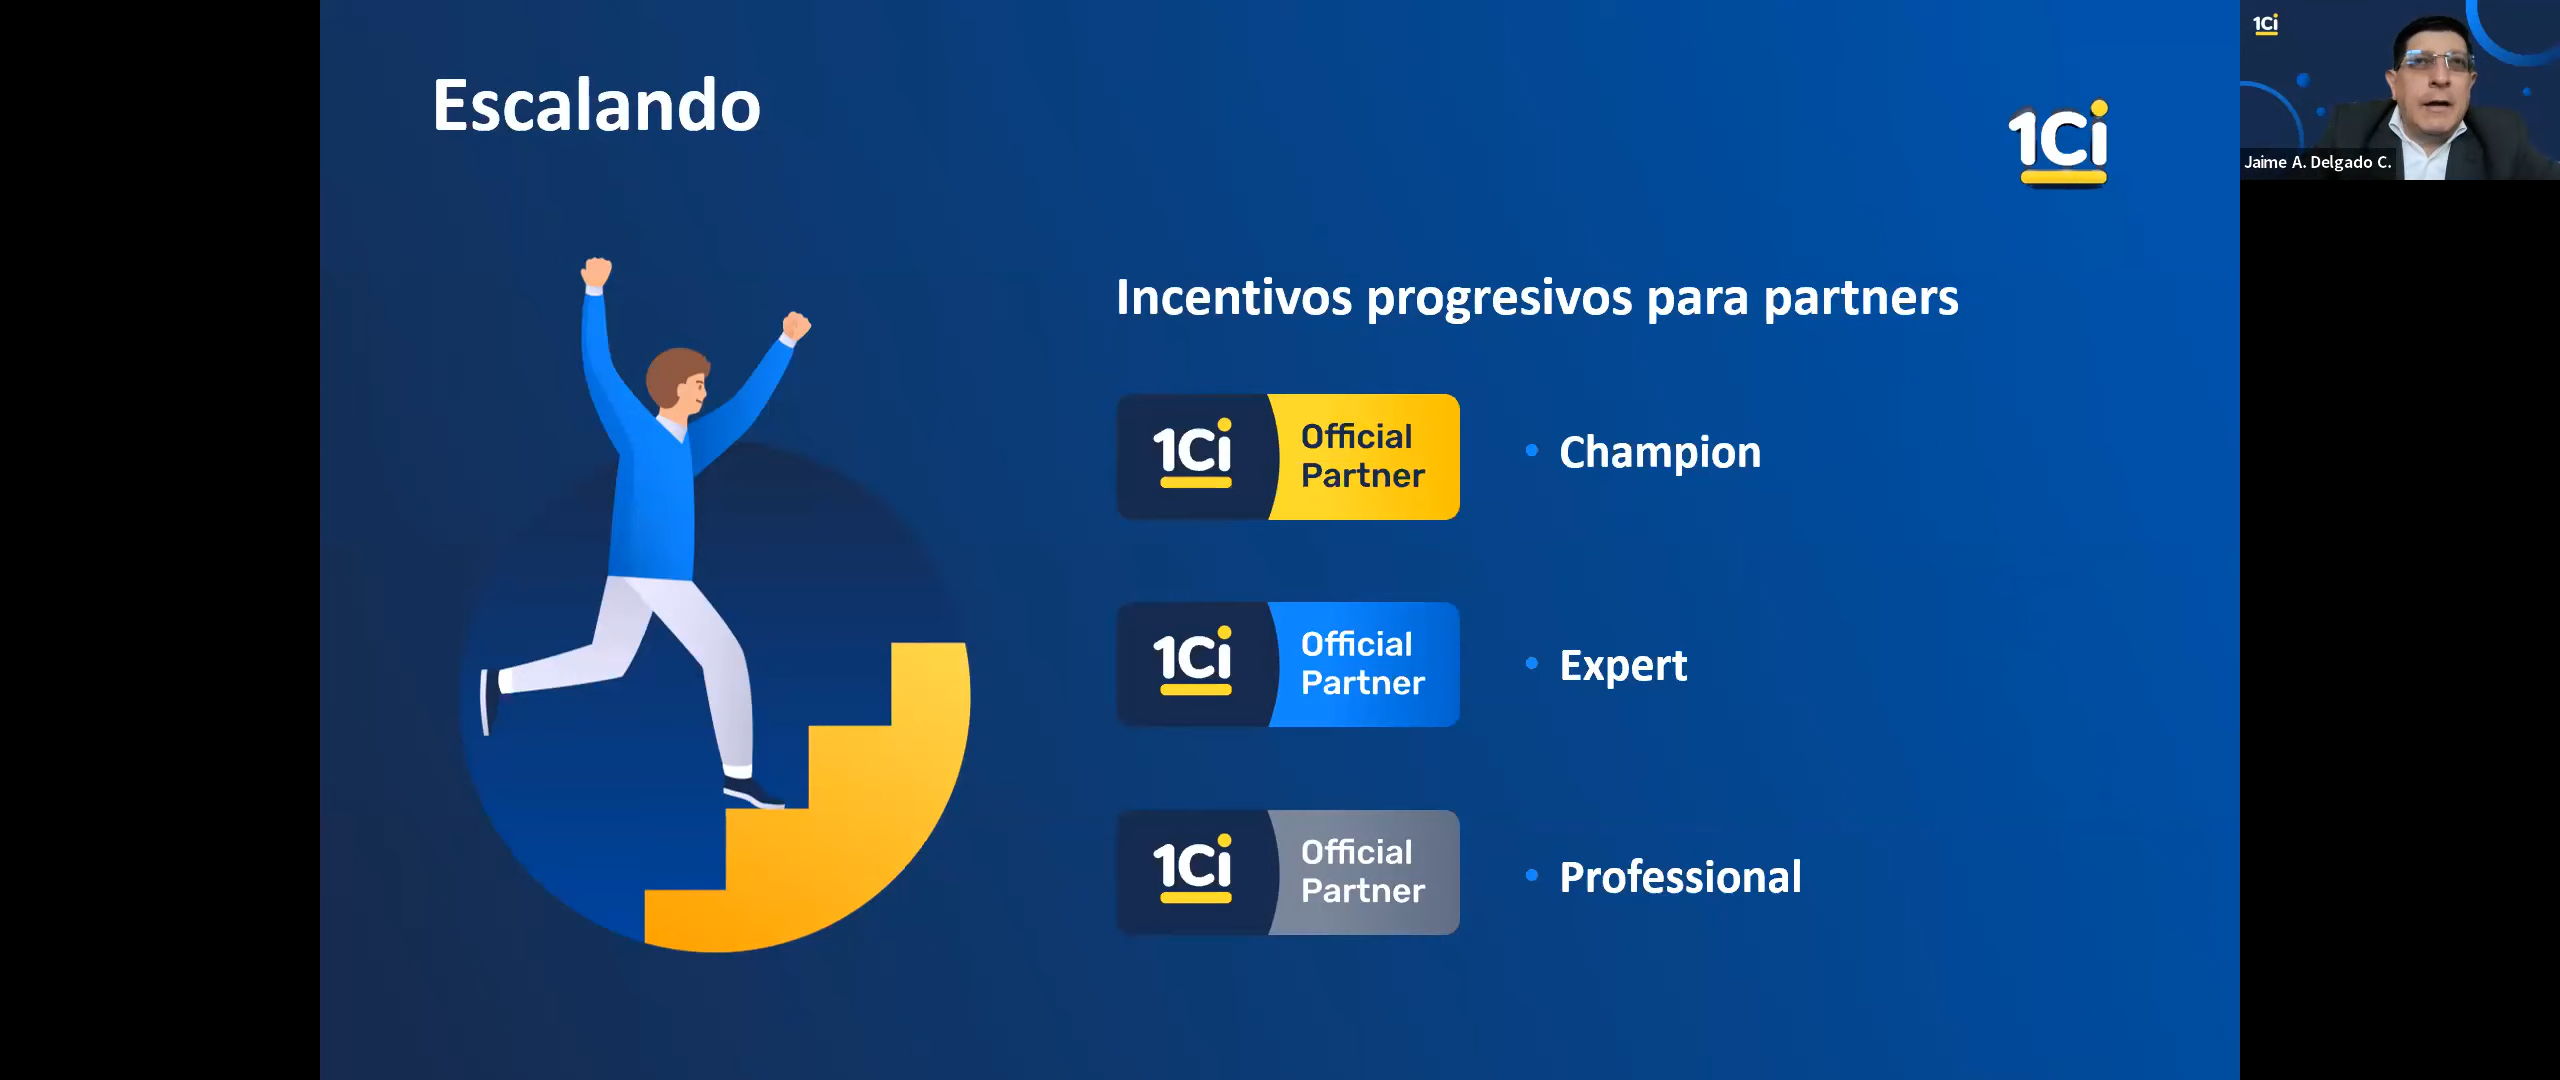 Escalando
1Ci
1Ci
Jaime A. Delgado C.
Incentivos progresivos para partners
1Ci
Official
Partner
• Champion
1Ci
Official
Partner
• Expert
1Ci
Official
Partner
• Professional